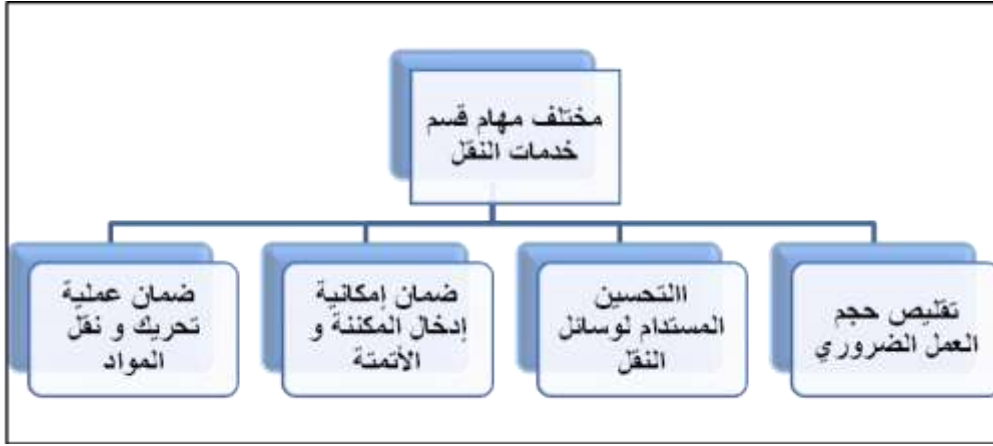 مختلف مهام قسم
خدمات النقل
تقليص حجم
العمل الضروري
االتحسين
المستدام لوسائل
النقل
ضمان إمكانية
إدخال المكننة و
الأتمتة
ضمان عملية
تحريك و نقل
المواد